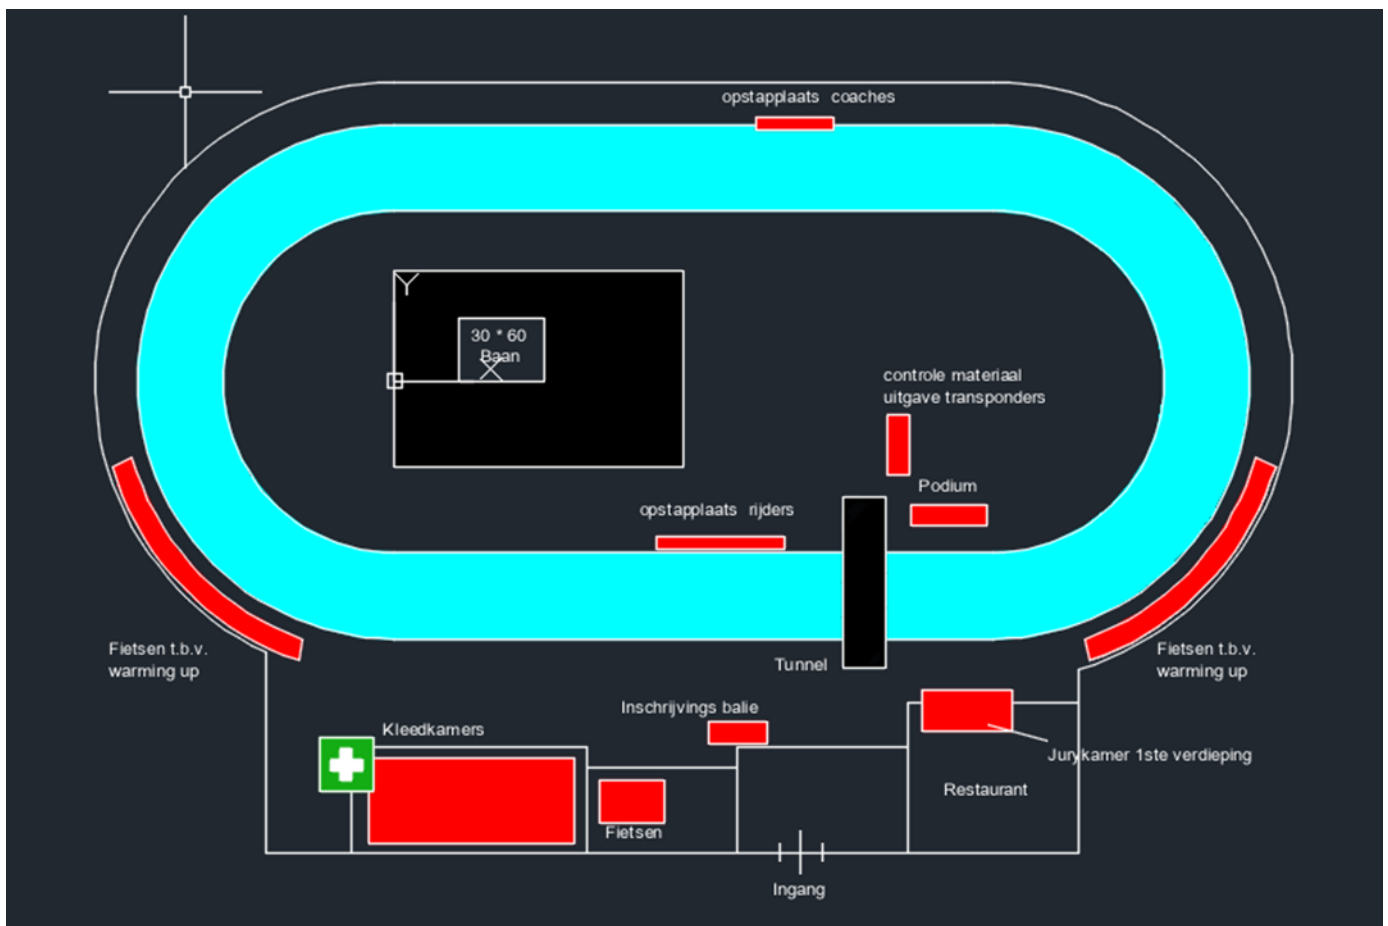 opstapplaats coaches
Y
30 * 60
Baan
X
controle materiaal
uitgave transponders
Podium
opstapplaats rijders
Fietsen t.b.v.
warming up
Tunnel
Fietsen t.b.v.
warming up
Inschrijvings balie
Kleedkamers
Jurykamer 1ste verdieping
Restaurant
Fietsen
Ingang